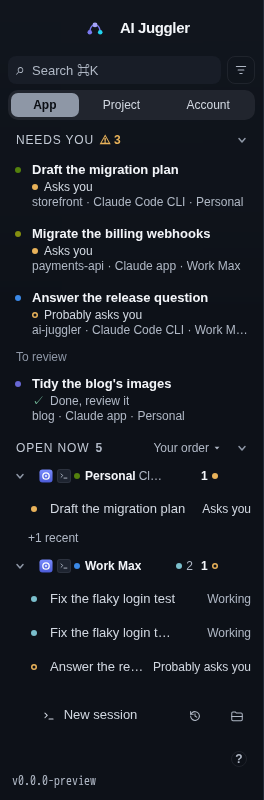 AI Juggler
Search ⌘K
App Project Account
NEEDS YOU 3
Draft the migration plan
Asks you
storefront · Claude Code CLI · Personal
Migrate the billing webhooks
Asks you
payments-api · Claude app · Work Max
Answer the release question
Probably asks you
ai-juggler · Claude Code CLI · Work M…
To review
Tidy the blog's images
✓ Done, review it
blog · Claude app · Personal
OPEN NOW 5 Your order
Personal Cl… 1
Draft the migration plan Asks you
+1 recent
Work Max 2 1
Fix the flaky login test Working
Fix the flaky login t… Working
Answer the re… Probably asks you
New session
?
v0.0.0-preview